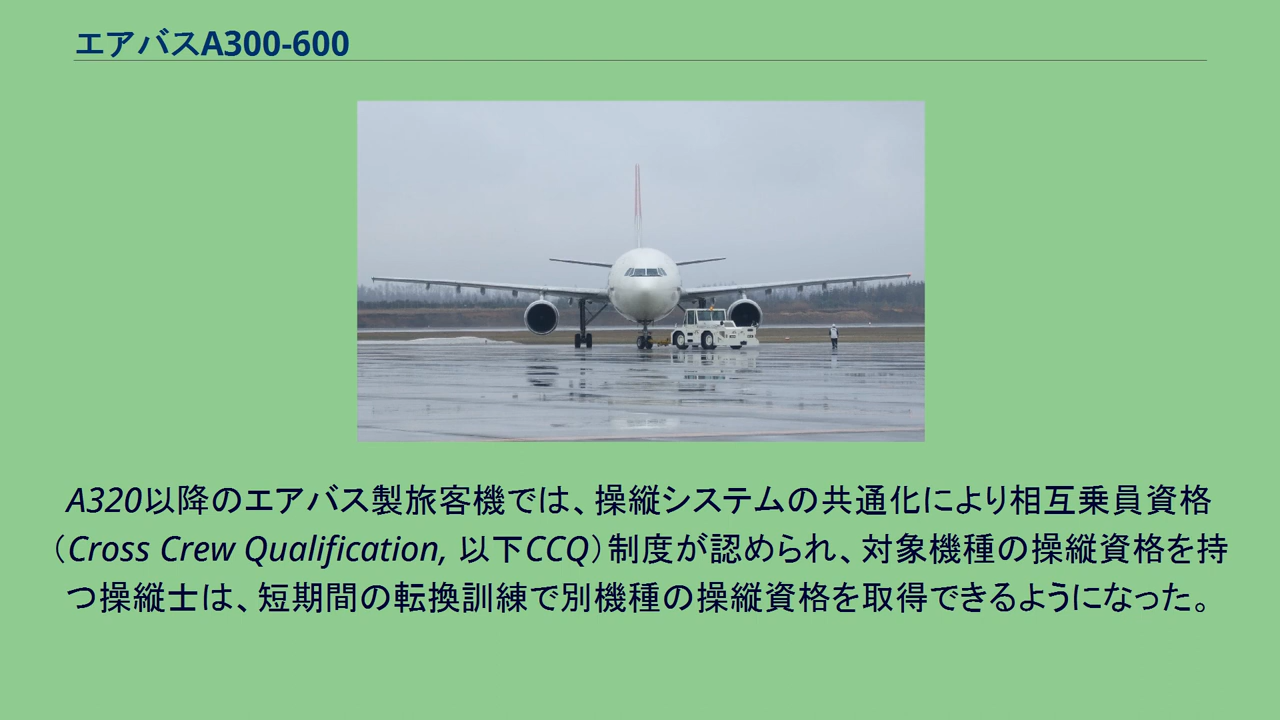 エアバスA300-600
A320以降のエアバス製旅客機では、操縦システムの共通化により相互乗員資格
（Cross Crew Qualification, 以下CCQ）制度が認められ、対象機種の操縦資格を持
つ操縦士は、短期間の転換訓練で別機種の操縦資格を取得できるようになった。